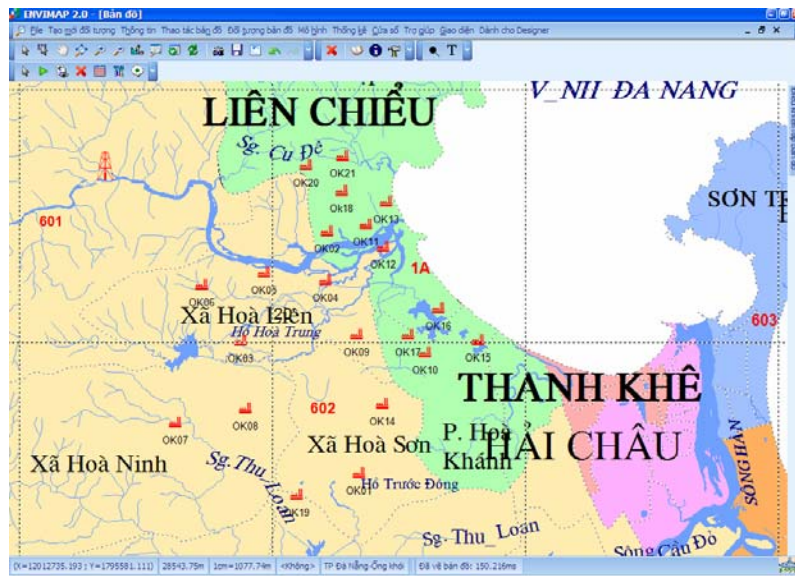 ENVIMAP 2.0 - [Bản đồ]
File Tạo mới đối tượng Thông tin Thao tác bản đồ Đối tượng bản đồ Mô hình Thống kê Cửa sổ Trợ giúp Giao diện Dành cho Designer
V_NH ĐA NANG
LIÊN CHIỂU
Sg. Cu Đê
OK21
OK20
SƠN T
Ok18
OK13
601
OK02
OK11
OK12
1A
OK05
OK04
OK06
OK16
Xã Hoà Liên
603
Hồ Hoà Trung
OK03
OK09
OK17
OK15
OK10
THANH KHÊ
602
OK14
OK08
OK07
Xã Hoà Sơn
P. Hoà
Khánh
HẢI CHÂU
Xã Hoà Ninh
Sg. Thu_Loan
SÔNG HÀN
OK01
Hồ Trước Đông
OK19
Sg. Thu_Loan
Sông Cầu Đỏ
(X=12012735.193 ; Y=1795581.111) 28543.75m 1cm=1077.74m <Không> TP Đà Nẵng-Ống khói Đã vẽ bản đồ: 150.216ms